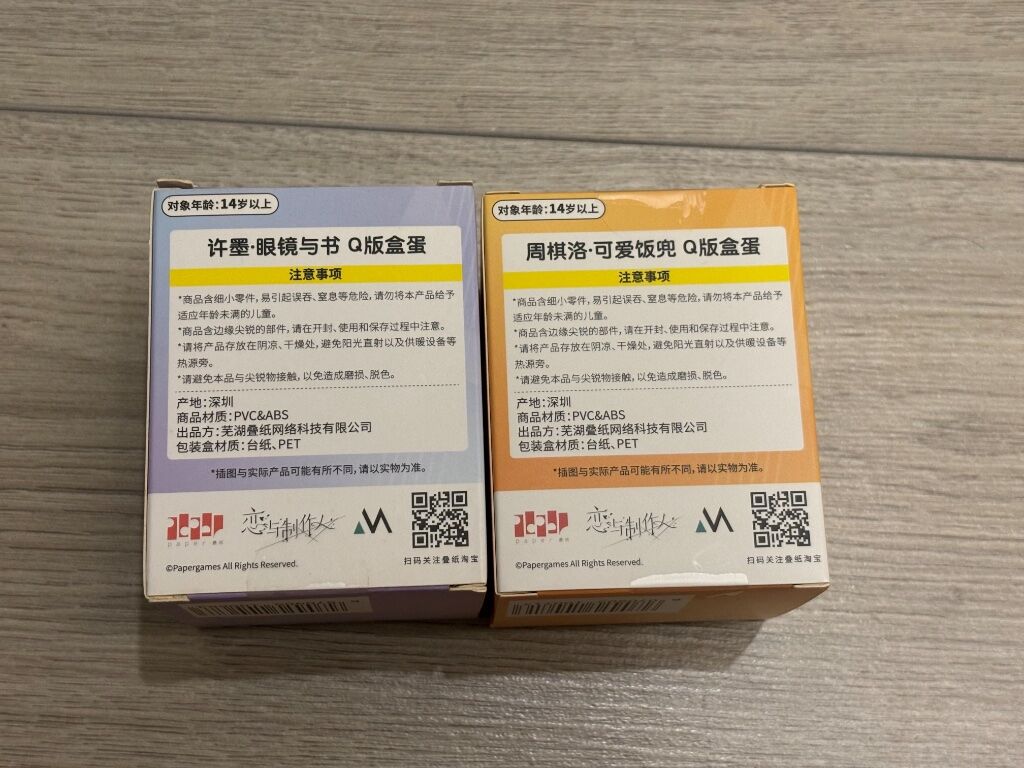 对象年龄:14岁以上
许墨·眼镜与书 Q版盒蛋
注意事项
*商品含细小零件,易引起误吞、窒息等危险,请勿将本产品给予
适应年龄未满的儿童。
*商品含边缘尖锐的部件,请在开封、使用和保存过程中注意。
*请将产品存放在阴凉、干燥处,避免阳光直射以及供暖设备等
热源旁。
*请避免本品与尖锐物接触,以免造成磨损、脱色。
产地:深圳
商品材质:PVC&ABS
出品方:芜湖叠纸网络科技有限公司
包装盒材质:台纸、PET
*插图与实际产品可能有所不同,请以实物为准。
paper
恋与制作人
扫码关注叠纸淘宝
©Papergames All Rights Reserved.
对象年龄:14岁以上
周棋洛·可爱饭兜 Q版盒蛋
注意事项
*商品含细小零件,易引起误吞、窒息等危险,请勿将本产品给予
适应年龄未满的儿童。
*商品含边缘尖锐的部件,请在开封、使用和保存过程中注意。
*请将产品存放在阴凉、干燥处,避免阳光直射以及供暖设备等
热源旁。
*请避免本品与尖锐物接触,以免造成磨损、脱色。
产地:深圳
商品材质:PVC&ABS
出品方:芜湖叠纸网络科技有限公司
包装盒材质:台纸、PET
*插图与实际产品可能有所不同,请以实物为准。
paper
恋与制作人
扫码关注叠纸淘宝
©Papergames All Rights Reserved.